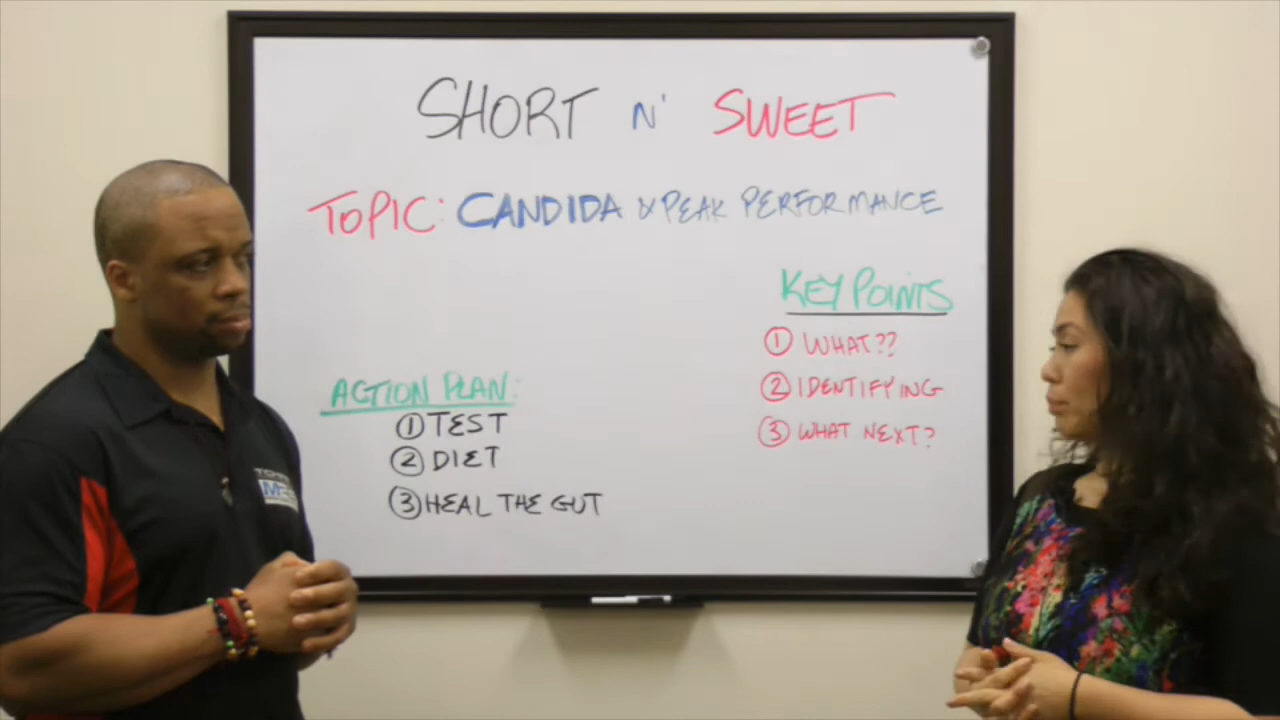 SHORT N' SWEET
TOPIC: CANDIDA & PEAK PERFORMANCE
KEY POINTS
① WHAT??
② IDENTIFYING
③ WHAT NEXT?
ACTION PLAN:
① TEST
② DIET
③ HEAL THE GUT